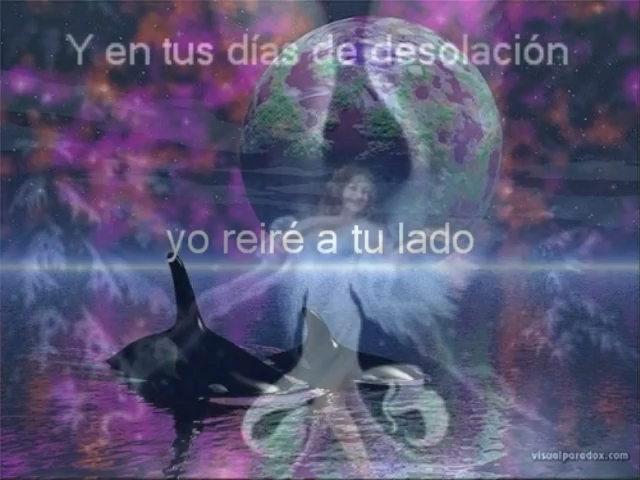 Y en tus días de desolación
yo reiré a tu lado
visualparadox.com